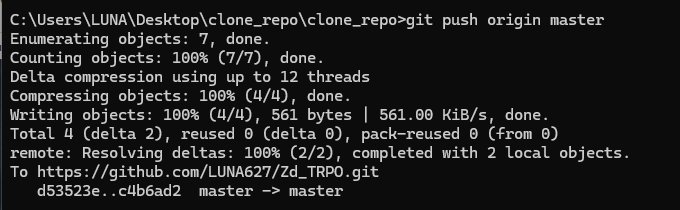 C:\Users\LUNA\Desktop\clone_repo\clone_repo>git push origin master
Enumerating objects: 7, done.
Counting objects: 100% (7/7), done.
Delta compression using up to 12 threads
Compressing objects: 100% (4/4), done.
Writing objects: 100% (4/4), 561 bytes | 561.00 KiB/s, done.
Total 4 (delta 2), reused 0 (delta 0), pack-reused 0 (from 0)
remote: Resolving deltas: 100% (2/2), completed with 2 local objects.
To https://github.com/LUNA627/Zd_TRPO.git
   d53523e..c4b6ad2  master -> master